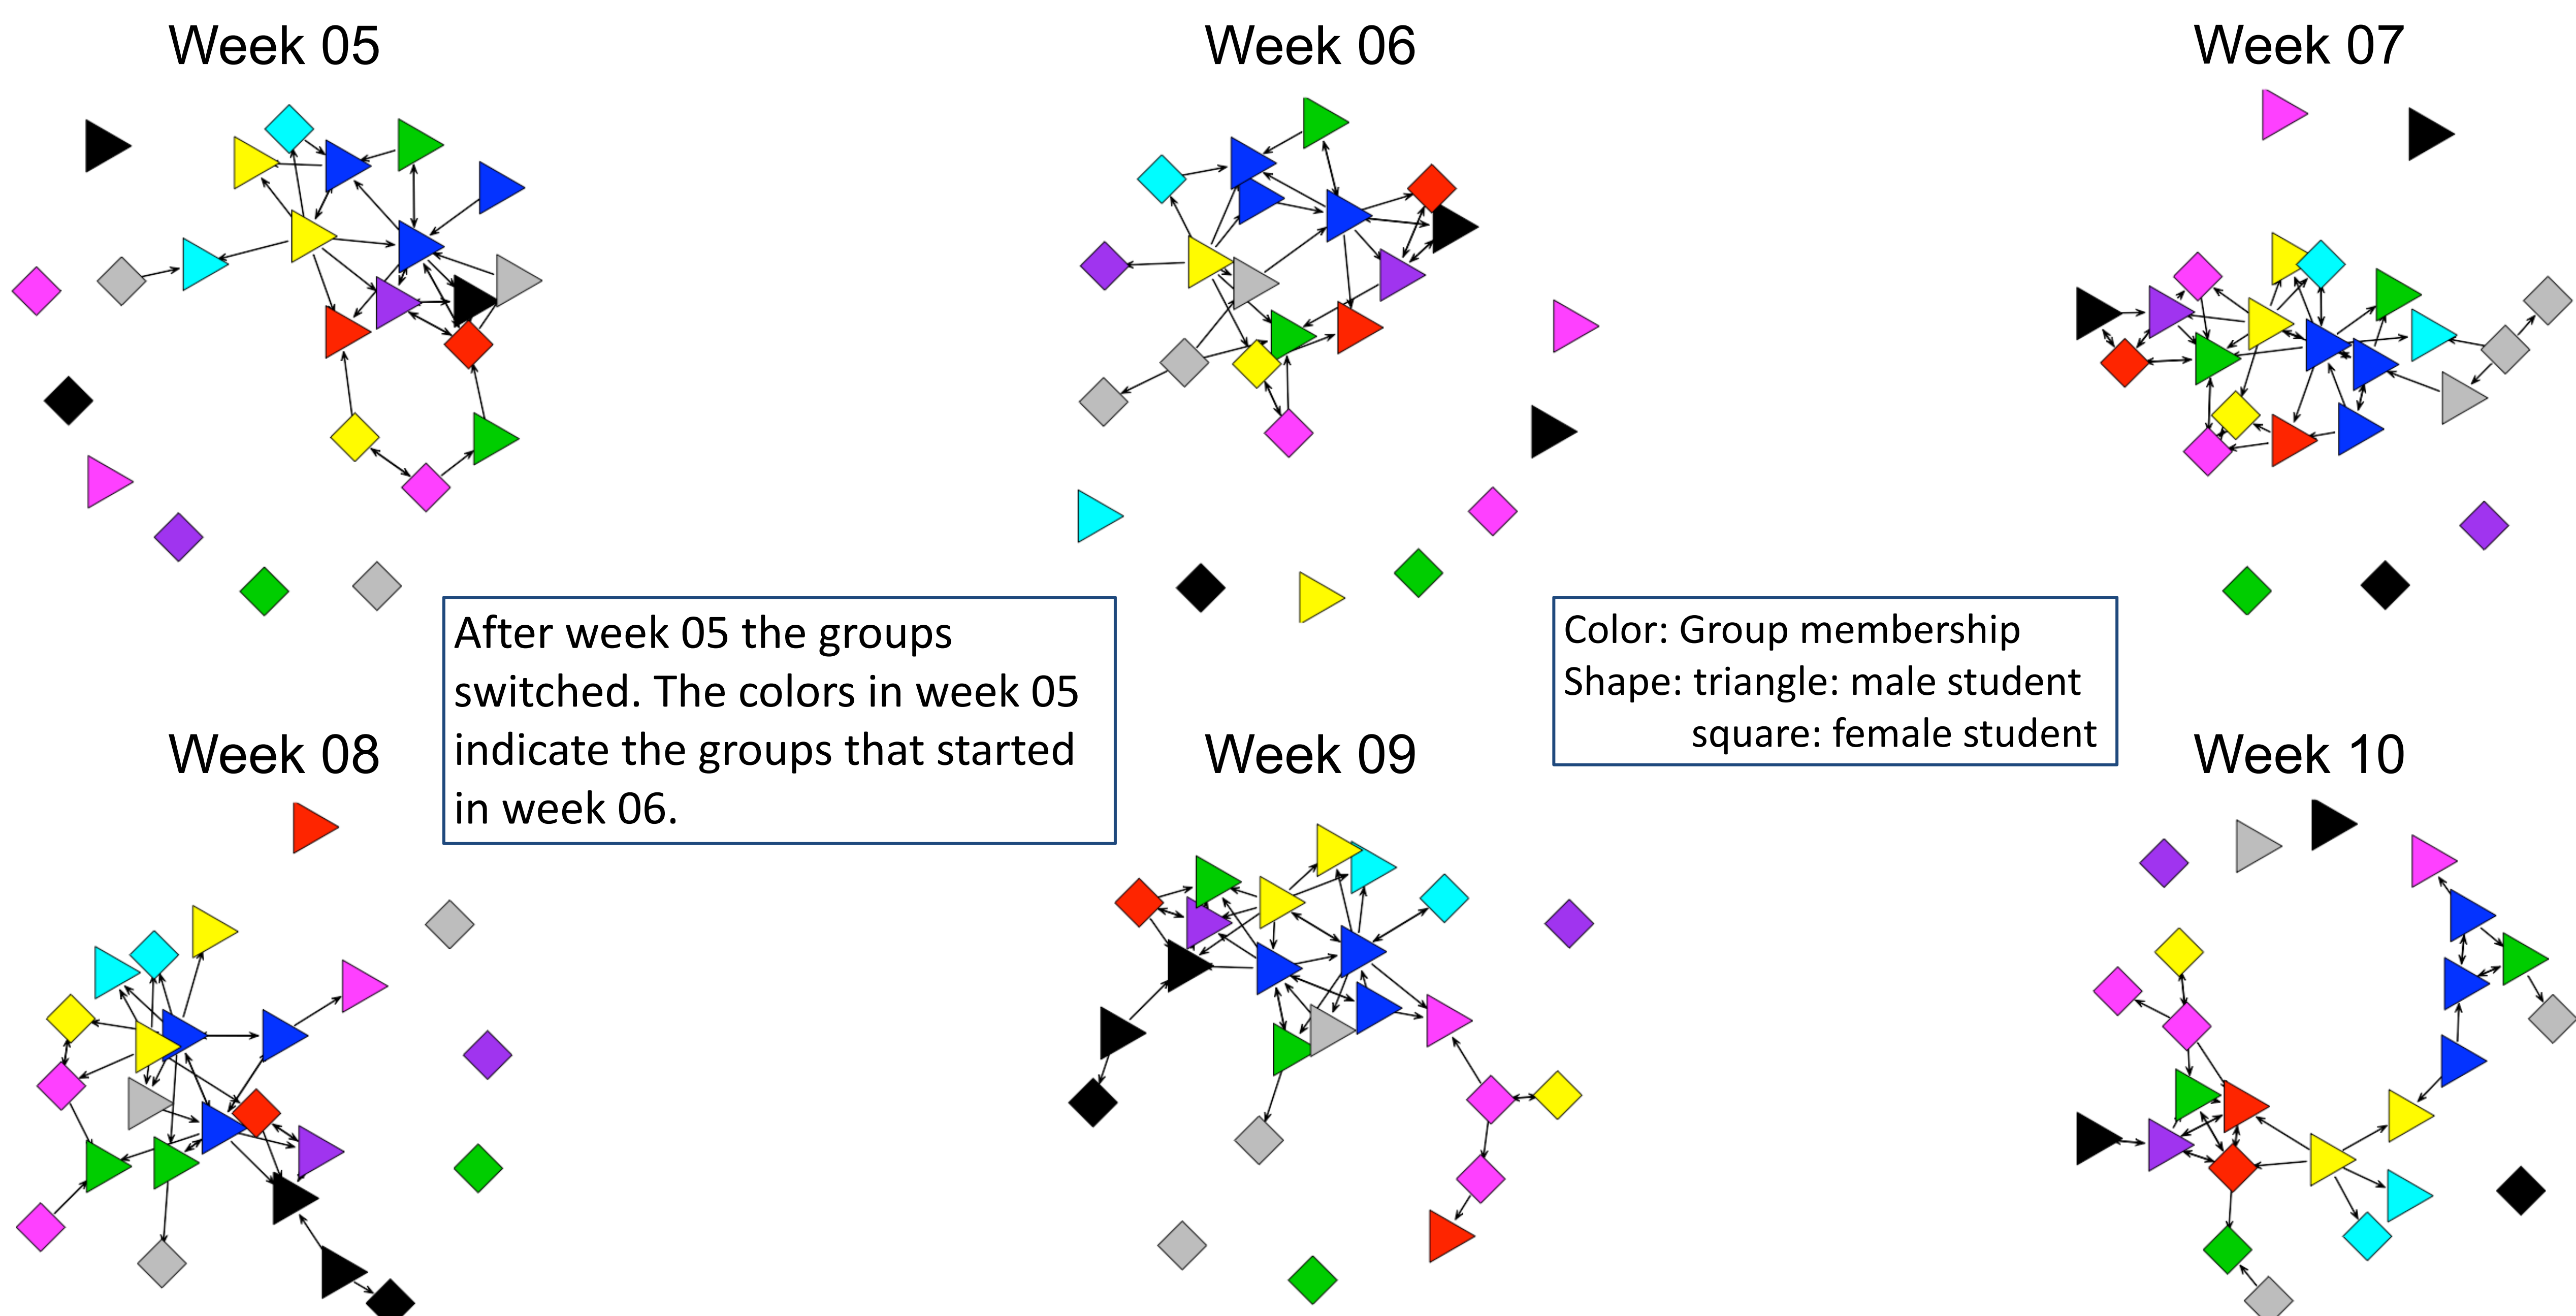 Week 05
Week 06
Week 07
After week 05 the groups
switched. The colors in week 05
indicate the groups that started
in week 06.
Color: Group membership
Shape: triangle: male student
square: female student
Week 08
Week 09
Week 10